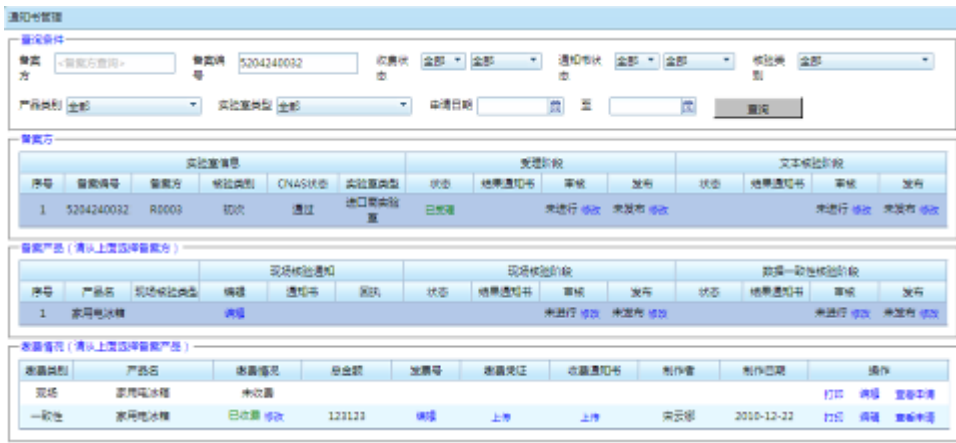 通知书管理
查询条件
备案方 <备案方查询> 备案编号 5204240032 收费状态 全部 全部 通知书状态 全部 全部 核验类别 全部
产品类别 全部 实验室类型 全部 申请日期 至 查询
备案方
实验室信息 受理阶段 文本核验阶段
序号 备案编号 备案方 核验类别 CNAS状态 实验室类型 状态 结果通知书 审核 发布 状态 结果通知书 审核 发布
1 5204240032 R0003 初次 通过 进口商实验室 已受理 未进行 修改 未发布 修改 未进行 修改 未发布 修改
备案产品（请从上面选择备案方）
现场核验通知 现场核验阶段 数据一致性核验阶段
序号 产品名 现场核验类型 编辑 通知书 回执 状态 结果通知书 审核 发布 状态 结果通知书 审核 发布
1 家用电冰箱 编辑 未进行 修改 未发布 修改 未进行 修改 未发布 修改
缴费情况（请从上面选择备案产品）
缴费类别 产品名 缴费情况 总金额 发票号 缴费凭证 收费通知书 制作者 制作日期 操作
现场 家用电冰箱 未收费 打印 编辑 查看申请
一致性 家用电冰箱 已收费 修改 123123 编辑 上传 上传 2010-12-22 打印 编辑 查看申请